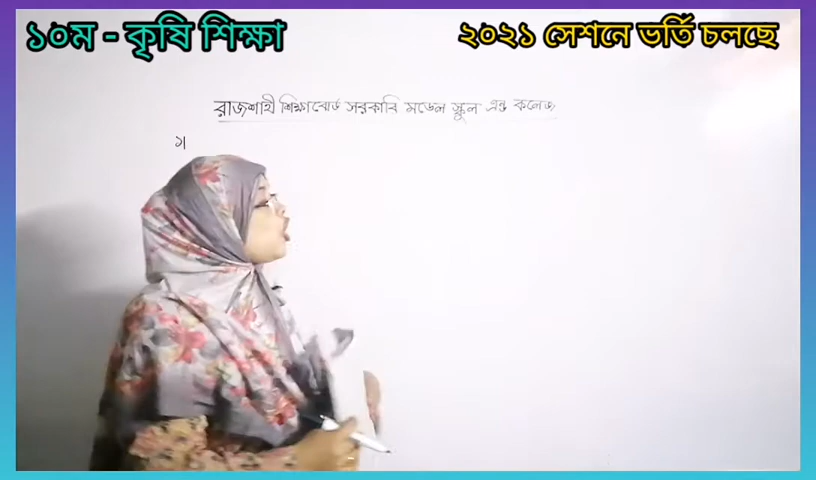 ১০ম - কৃষি শিক্ষা
২০২১ সেশনে ভর্তি চলছে
রাজশাহী শিক্ষাবোর্ড সরকারি মডেল স্কুল এন্ড কলেজ
১।